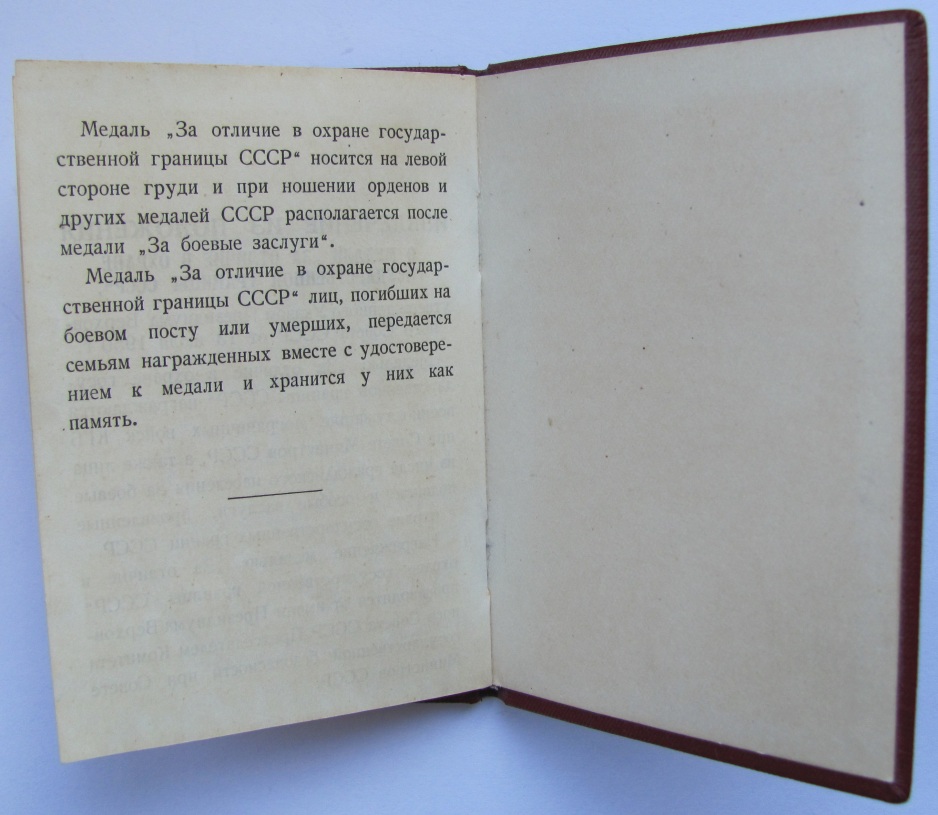 Медаль „За отличие в охране государ-
ственной границы СССР“ носится на левой
стороне груди и при ношении орденов и
других медалей СССР располагается после
медали „За боевые заслуги“.
Медаль „За отличие в охране государ-
ственной границы СССР“ лиц, погибших на
боевом посту или умерших, передается
семьям награжденных вместе с удостовере-
нием к медали и хранится у них как
память.